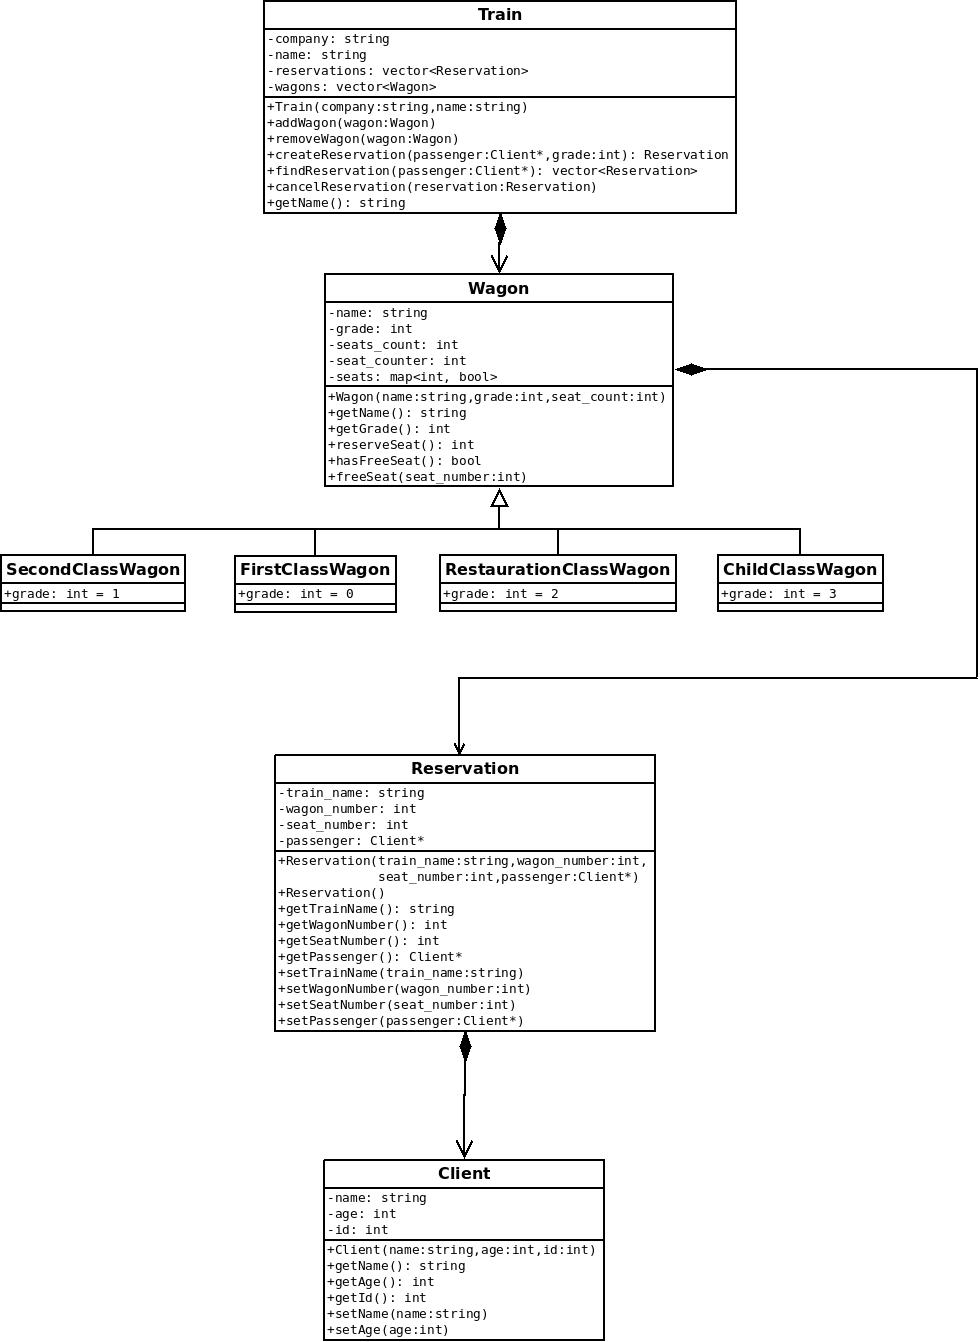 Train
-company: string
-name: string
-reservations: vector<Reservation>
-wagons: vector<Wagon>
+Train(company:string,name:string)
+addWagon(wagon:Wagon)
+removeWagon(wagon:Wagon)
+createReservation(passenger:Client*,grade:int): Reservation
+findReservation(passenger:Client*): vector<Reservation>
+cancelReservation(reservation:Reservation)
+getName(): string
Wagon
-name: string
-grade: int
-seats_count: int
-seat_counter: int
-seats: map<int, bool>
+Wagon(name:string,grade:int,seat_count:int)
+getName(): string
+getGrade(): int
+reserveSeat(): int
+hasFreeSeat(): bool
+freeSeat(seat_number:int)
SecondClassWagon
+grade: int = 1
FirstClassWagon
+grade: int = 0
RestaurationClassWagon
+grade: int = 2
ChildClassWagon
+grade: int = 3
Reservation
-train_name: string
-wagon_number: int
-seat_number: int
-passenger: Client*
+Reservation(train_name:string,wagon_number:int,
seat_number:int,passenger:Client*)
+Reservation()
+getTrainName(): string
+getWagonNumber(): int
+getSeatNumber(): int
+getPassenger(): Client*
+setTrainName(train_name:string)
+setWagonNumber(wagon_number:int)
+setSeatNumber(seat_number:int)
+setPassenger(passenger:Client*)
Client
-name: string
-age: int
-id: int
+Client(name:string,age:int,id:int)
+getName(): string
+getAge(): int
+getId(): int
+setName(name:string)
+setAge(age:int)